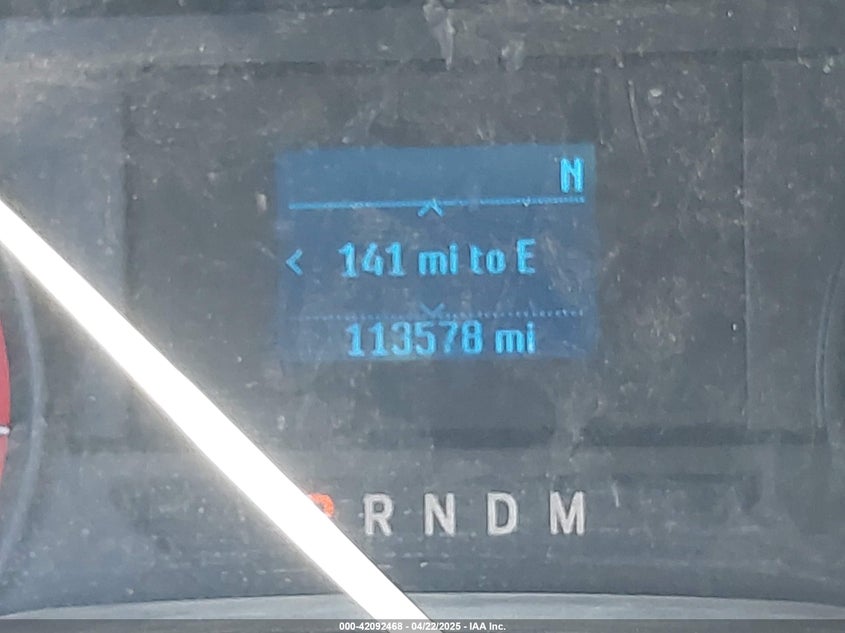 N
< 141 mi to E
113578 mi
P R N D M
000-42092468 - 04/22/2025 - IAA Inc.